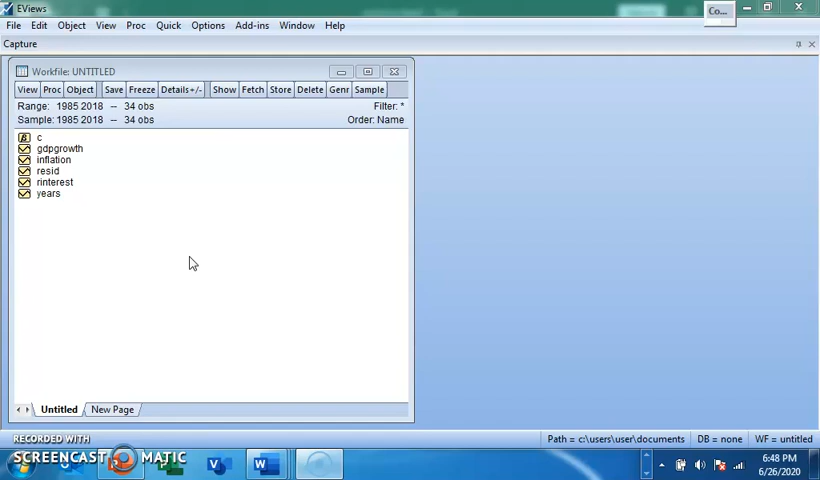 EViews
Co...
File Edit Object View Proc Quick Options Add-ins Window Help
Capture
Workfile: UNTITLED
View Proc Object Save Freeze Details+/- Show Fetch Store Delete Genr Sample
Range: 1985 2018 -- 34 obs Filter: *
Sample: 1985 2018 -- 34 obs Order: Name
c
gdpgrowth
inflation
resid
rinterest
years
Untitled New Page
RECORDED WITH
SCREENCAST MATIC
Path = c:\users\user\documents DB = none WF = untitled
6:48 PM
6/26/2020